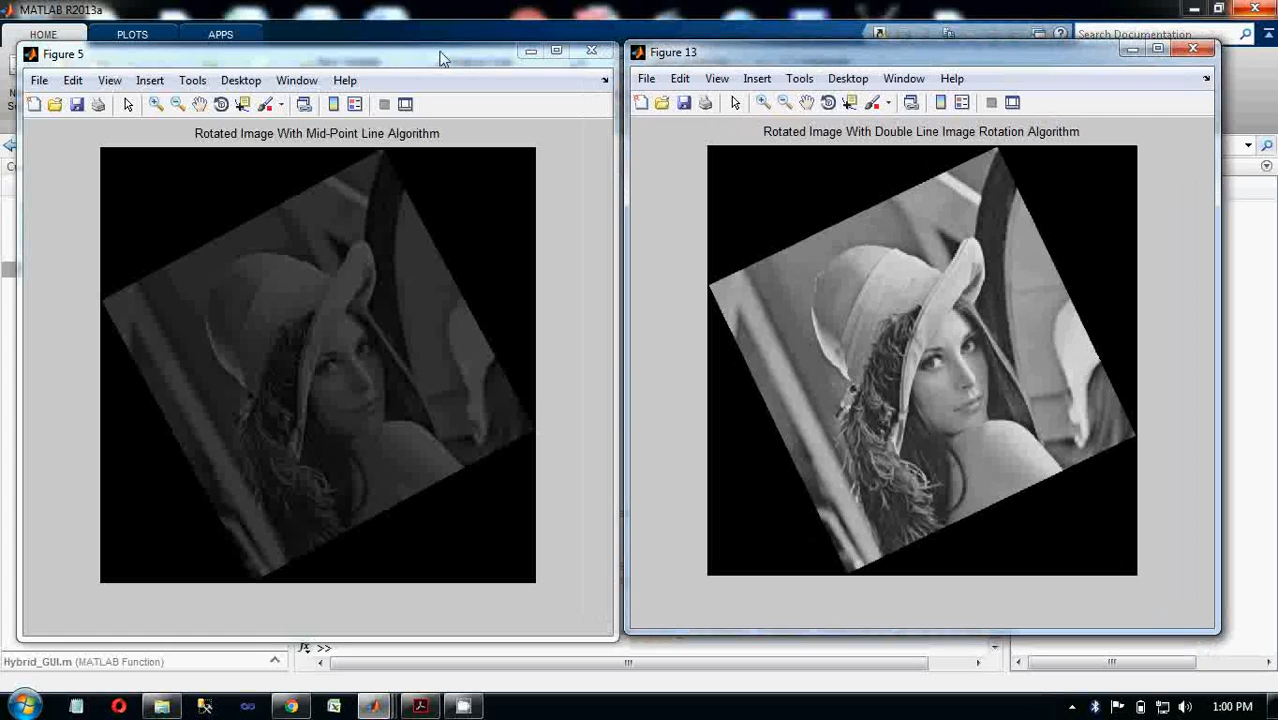 MATLAB R2013a
HOME PLOTS APPS
Search Documentation
Figure 5
File Edit View Insert Tools Desktop Window Help
Rotated Image With Mid-Point Line Algorithm
Figure 13
File Edit View Insert Tools Desktop Window Help
Rotated Image With Double Line Image Rotation Algorithm
fx >>
Hybrid_GUI.m (MATLAB Function)
1:00 PM